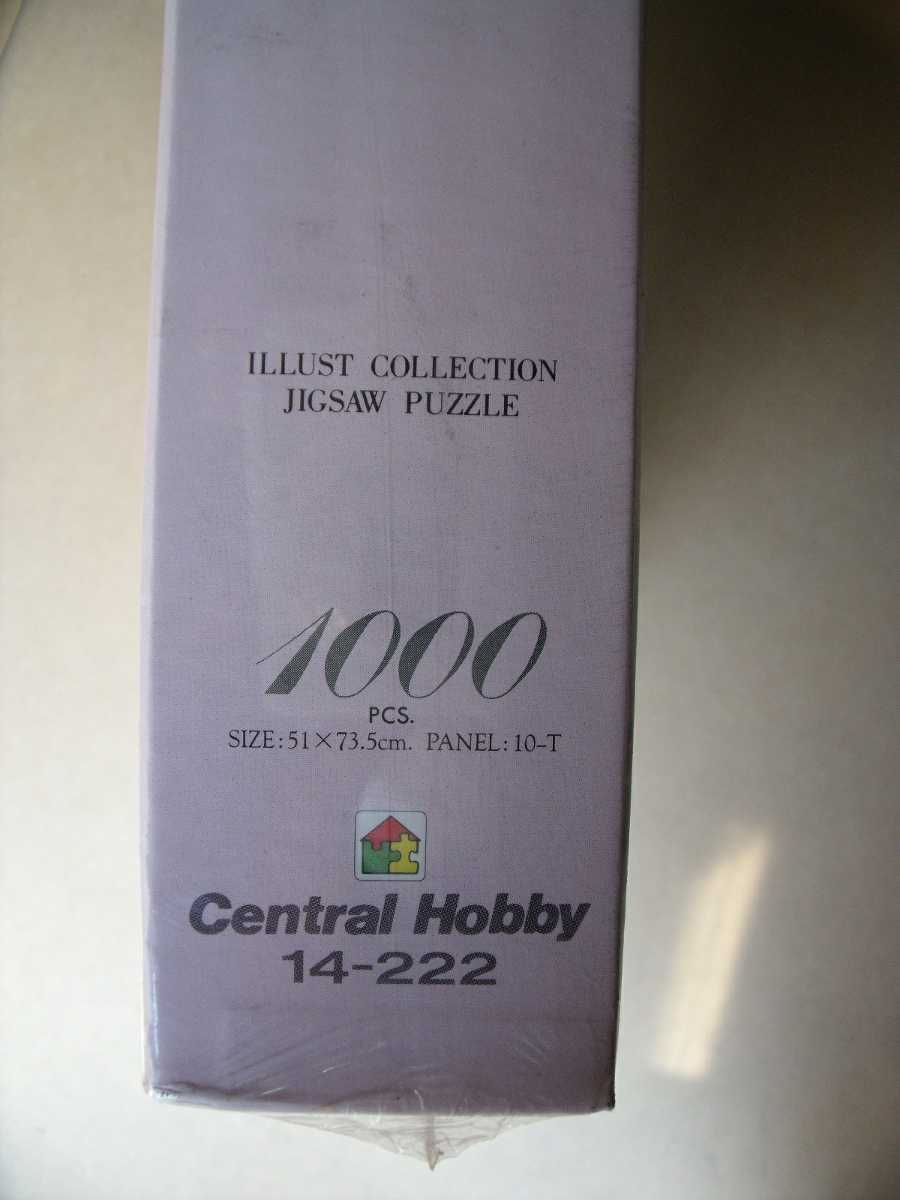 ILLUST COLLECTION
JIGSAW PUZZLE
1000
PCS.
SIZE:51×73.5cm. PANEL:10-T
Central Hobby
14-222